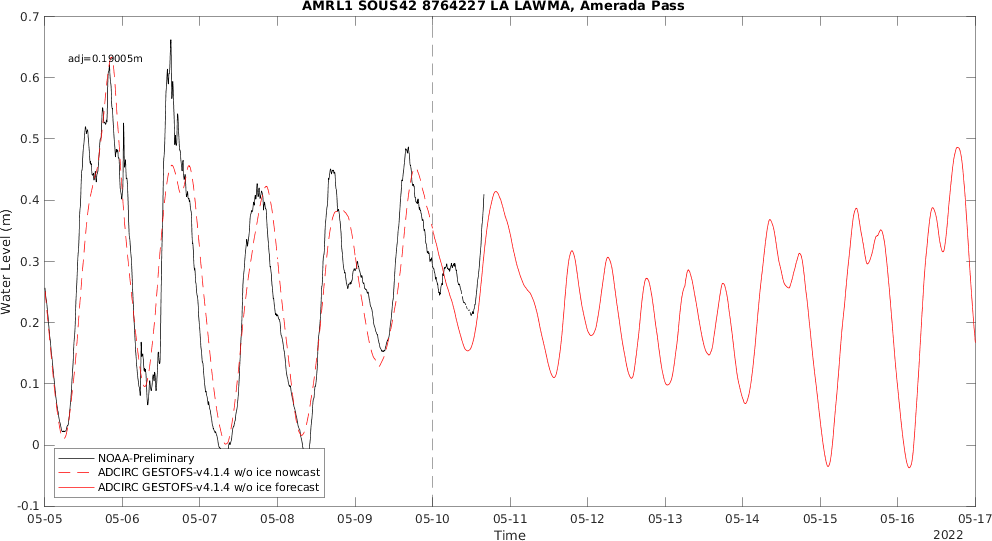 AMRL1 SOUS42 8764227 LA LAWMA, Amerada Pass
0.7
adj=0.19005m
0.6
0.5
0.4
0.3
0.2
0.1
0
-0.1
Water Level (m)
NOAA-Preliminary
ADCIRC GESTOFS-v4.1.4 w/o ice nowcast
ADCIRC GESTOFS-v4.1.4 w/o ice forecast
05-05 05-06 05-07 05-08 05-09 05-10 05-11 05-12 05-13 05-14 05-15 05-16 05-17
Time
2022